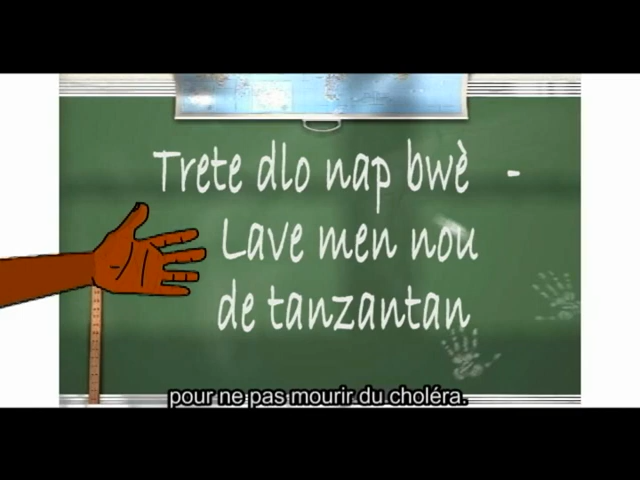 Trete dlo nap bwè -
Lave men nou
de tanzantan
pour ne pas mourir du choléra.